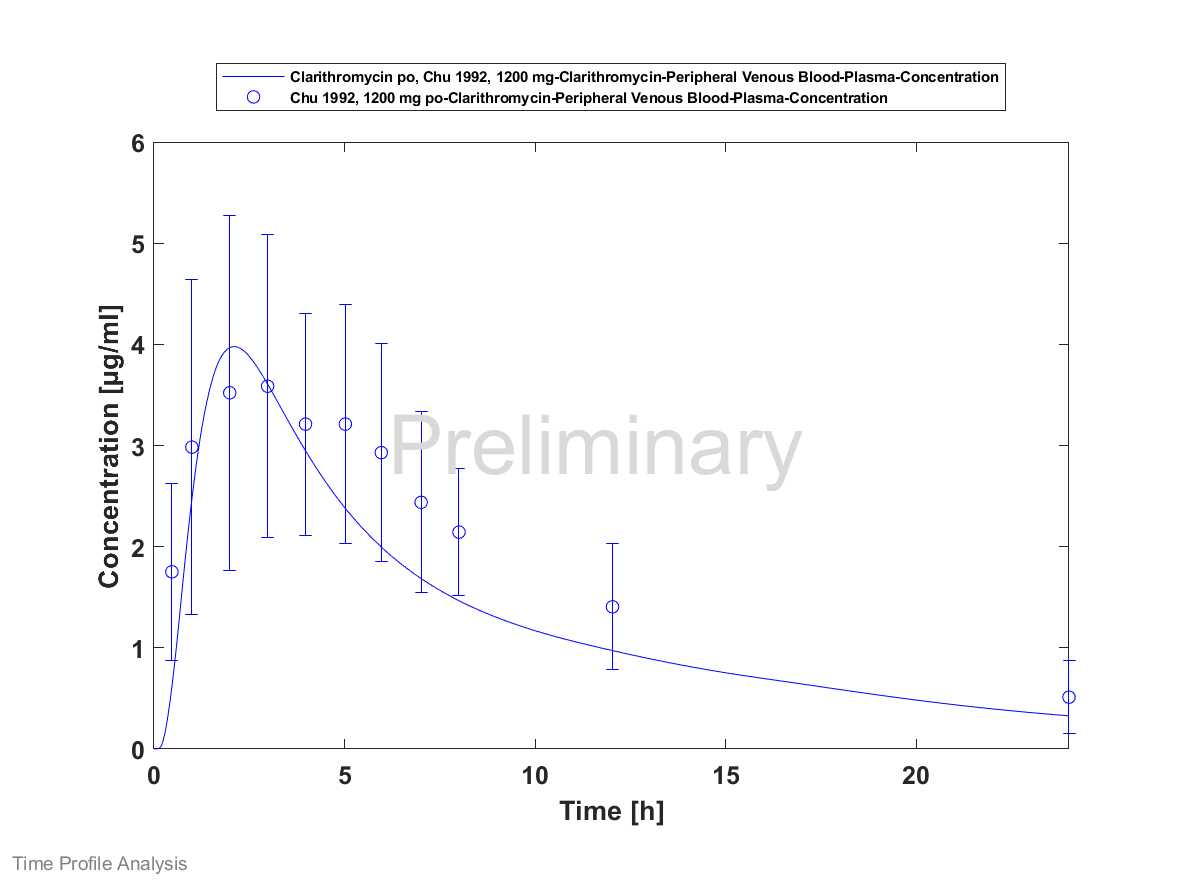 Clarithromycin po, Chu 1992, 1200 mg-Clarithromycin-Peripheral Venous Blood-Plasma-Concentration
Chu 1992, 1200 mg po-Clarithromycin-Peripheral Venous Blood-Plasma-Concentration
6
5
4
3
2
1
0
Concentration [µg/ml]
Preliminary
0 5 10 15 20
Time [h]
Time Profile Analysis